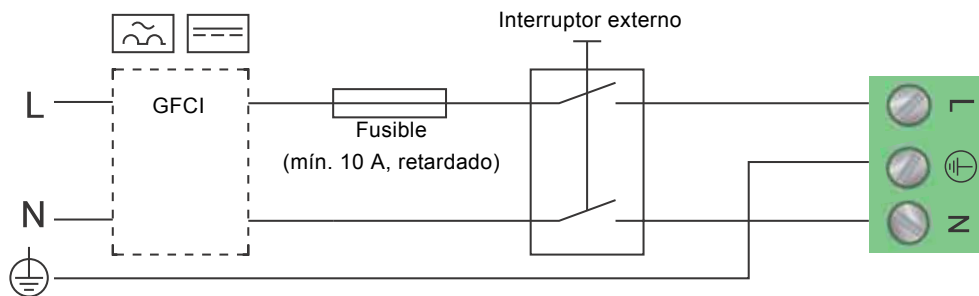 Interruptor externo
L
GFCI
Fusible
(mín. 10 A, retardado)
N
L
N